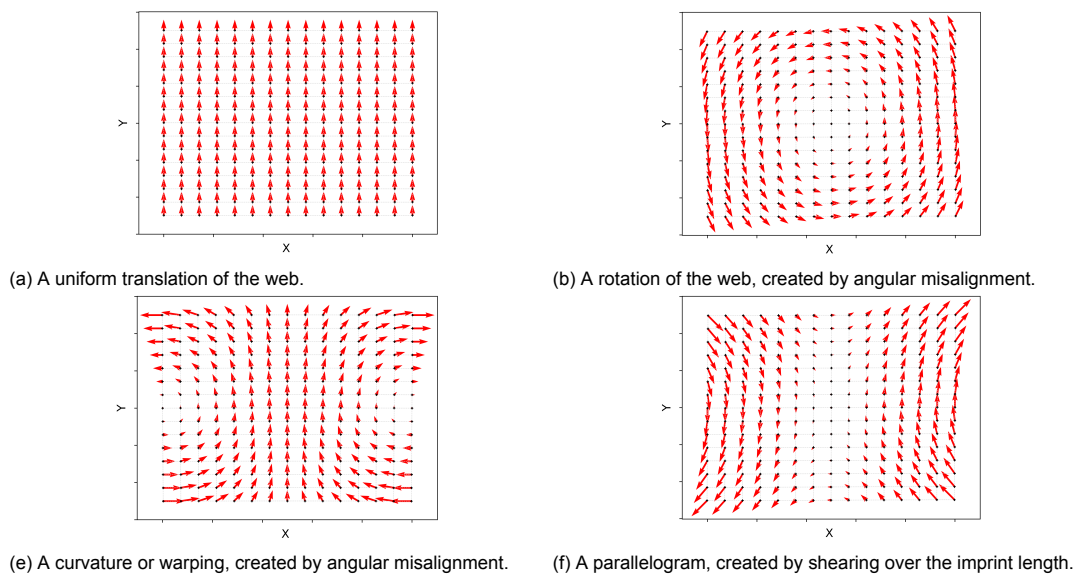 Y
Y
X
X
(a) A uniform translation of the web.
(b) A rotation of the web, created by angular misalignment.
Y
Y
X
X
(e) A curvature or warping, created by angular misalignment.
(f) A parallelogram, created by shearing over the imprint length.